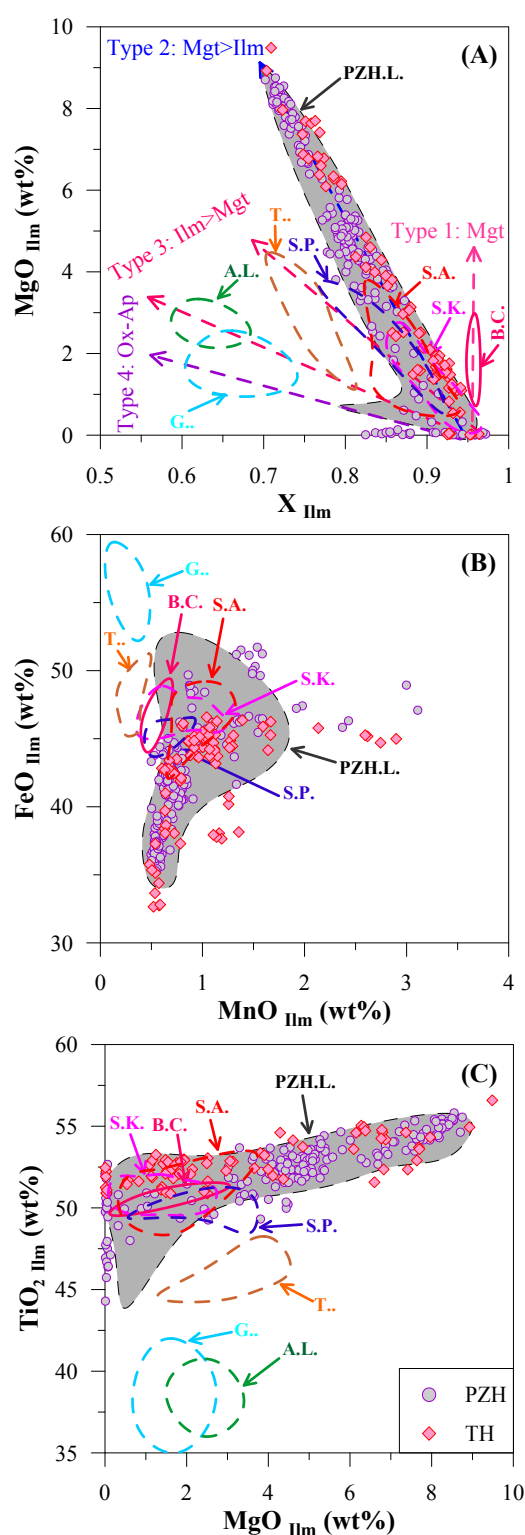 (A)
Type 2: Mgt>Ilm
PZH.L.
Type 3: Ilm>Mgt
T..
S.P.
Type 1: Mgt
A.L.
S.A.
S.K.
B.C.
Type 4: Ox-Ap
G..
MgO Ilm (wt%)
10
8
6
4
2
0
0.5 0.6 0.7 0.8 0.9 1
X Ilm
(B)
G..
B.C.
S.A.
T..
S.K.
PZH.L.
S.P.
FeO Ilm (wt%)
60
50
40
30
0 1 2 3 4
MnO Ilm (wt%)
(C)
PZH.L.
S.A.
S.K.
B.C.
S.P.
T..
G..
A.L.
PZH
TH
TiO2 Ilm (wt%)
60
55
50
45
40
35
0 2 4 6 8 10
MgO Ilm (wt%)